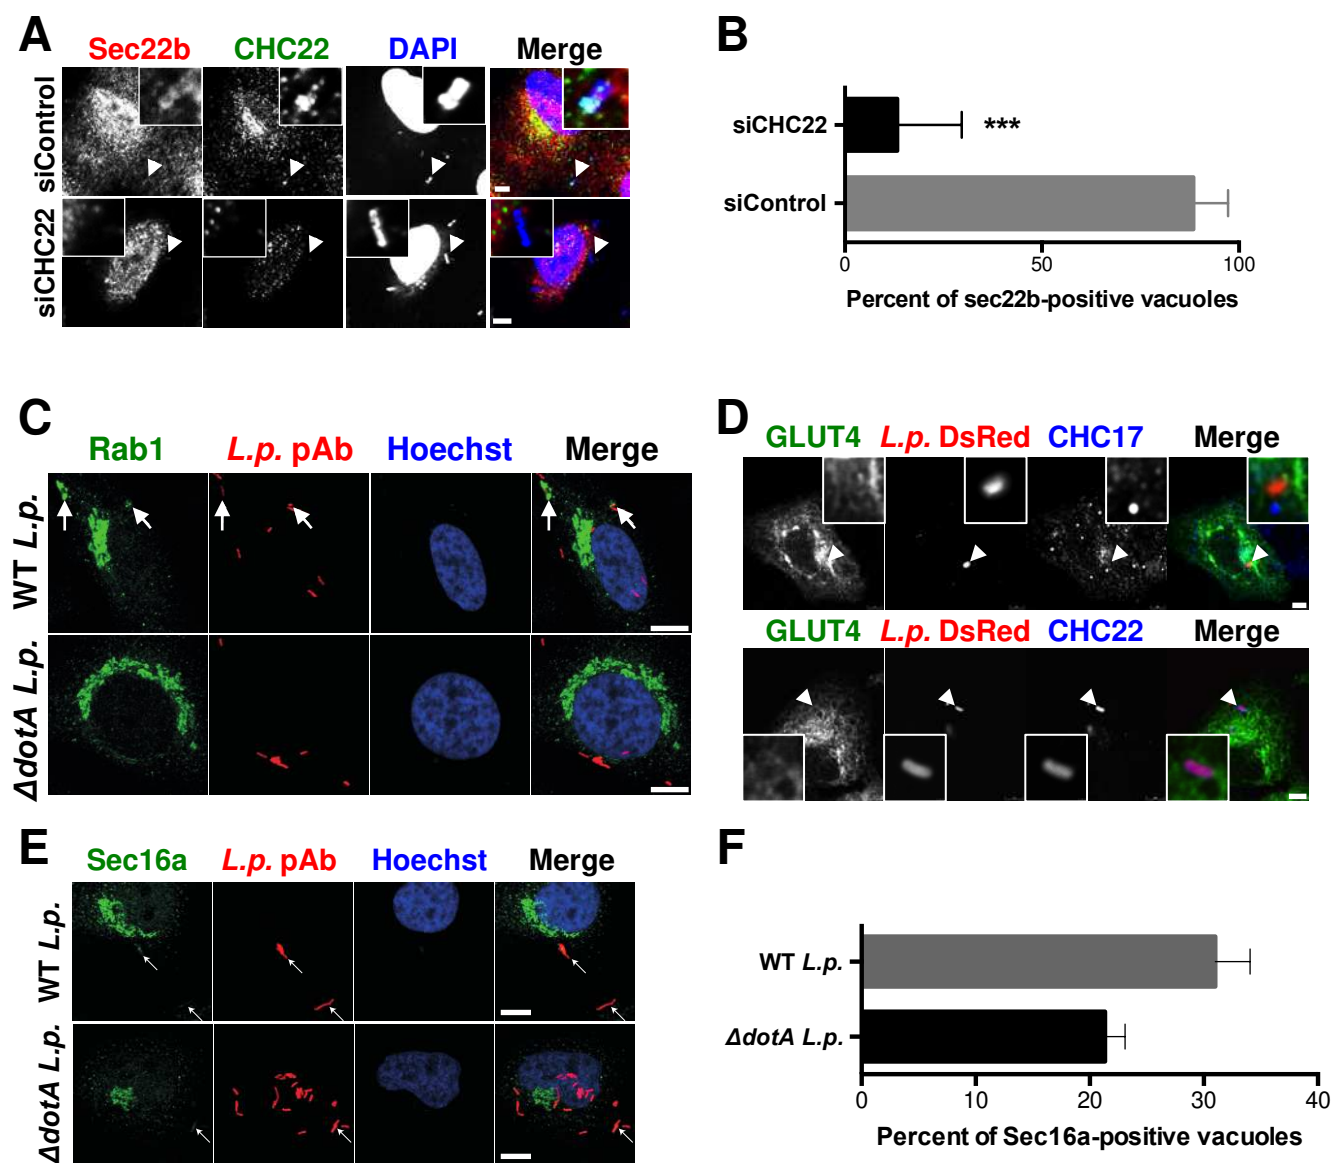 A
Sec22b CHC22 DAPI Merge
siControl
siCHC22
B
siCHC22
***
siControl
0 50 100
Percent of sec22b-positive vacuoles
C
Rab1 L.p. pAb Hoechst Merge
WT L.p.
ΔdotA L.p.
D
GLUT4 L.p. DsRed CHC17 Merge
GLUT4 L.p. DsRed CHC22 Merge
E
Sec16a L.p. pAb Hoechst Merge
WT L.p.
ΔdotA L.p.
F
WT L.p.
ΔdotA L.p.
0 10 20 30 40
Percent of Sec16a-positive vacuoles